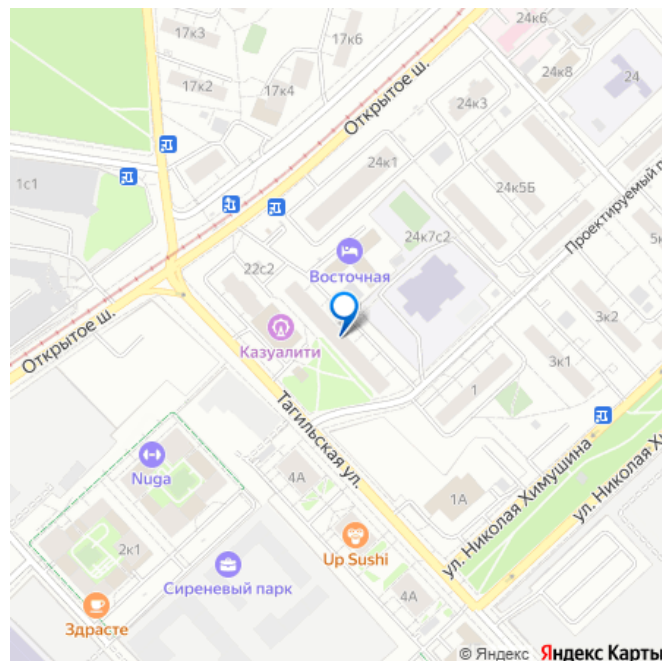 24к6
17к3
17к6
24к8
24
17к2
17к4
24к3
Открытое ш.
24к1
1с1
24к5Б
Проектируемый п
24к7с2
5к
Восточная
22с2
3к2
Казуалити
3к1
Открытое ш.
1
Тагильская ул.
Nuga
4А
1А
ул. Николая Химушина
ул. Николая Хи
Up Sushi
2к1
Сиреневый парк
4А
Здрасте
© Яндекс Яндекс Карты